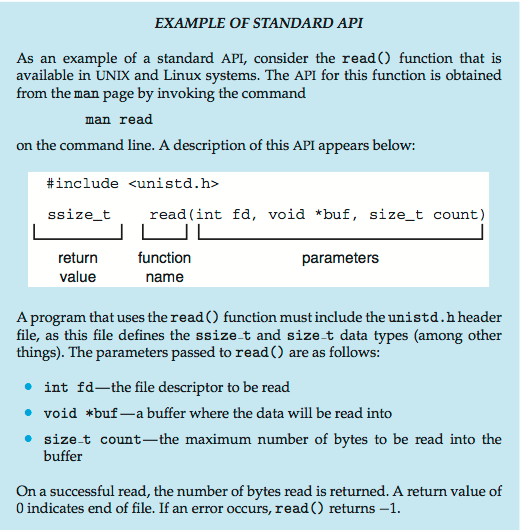 EXAMPLE OF STANDARD API
As an example of a standard API, consider the read() function that is
available in UNIX and Linux systems. The API for this function is obtained
from the man page by invoking the command
man read
on the command line. A description of this API appears below:
#include <unistd.h>
ssize_t read(int fd, void *buf, size_t count)
return function parameters
value name
A program that uses the read() function must include the unistd.h header
file, as this file defines the ssize_t and size_t data types (among other
things). The parameters passed to read() are as follows:
• int fd—the file descriptor to be read
• void *buf—a buffer where the data will be read into
• size_t count—the maximum number of bytes to be read into the
buffer
On a successful read, the number of bytes read is returned. A return value of
0 indicates end of file. If an error occurs, read() returns −1.